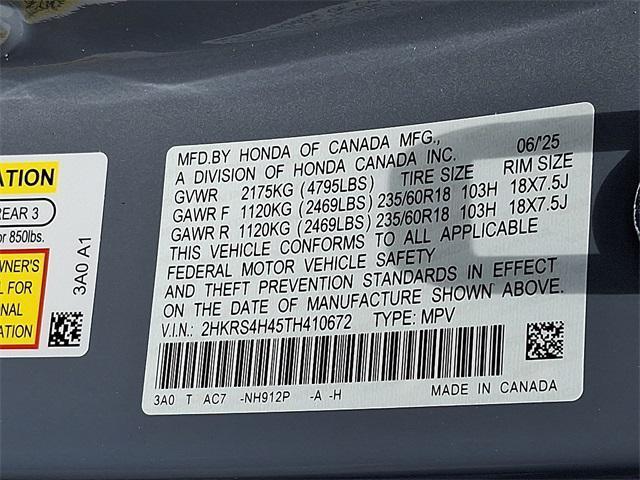 ATION
REAR 3
or 850lbs.
WNER'S
L FOR
NAL
ATION
3A0 A1
MFD.BY HONDA OF CANADA MFG., 06/'25
A DIVISION OF HONDA CANADA INC.
TIRE SIZE RIM SIZE
GVWR 2175KG (4795LBS)
GAWR F 1120KG (2469LBS) 235/60R18 103H 18X7.5J
GAWR R 1120KG (2469LBS) 235/60R18 103H 18X7.5J
THIS VEHICLE CONFORMS TO ALL APPLICABLE
FEDERAL MOTOR VEHICLE SAFETY
AND THEFT PREVENTION STANDARDS IN EFFECT
ON THE DATE OF MANUFACTURE SHOWN ABOVE.
V.I.N.: 2HKRS4H45TH410672 TYPE: MPV
3A0 T AC7 -NH912P -A -H MADE IN CANADA